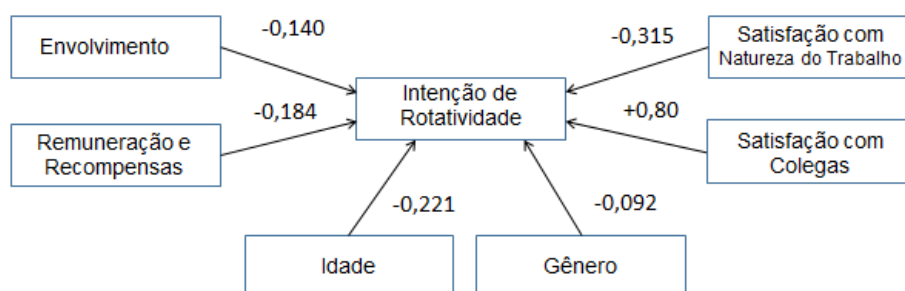 Envolvimento
-0,140
-0,315
Satisfação com
Natureza do Trabalho
Intenção de
Rotatividade
Remuneração e
Recompensas
-0,184
+0,80
Satisfação com
Colegas
-0,221
-0,092
Idade
Gênero